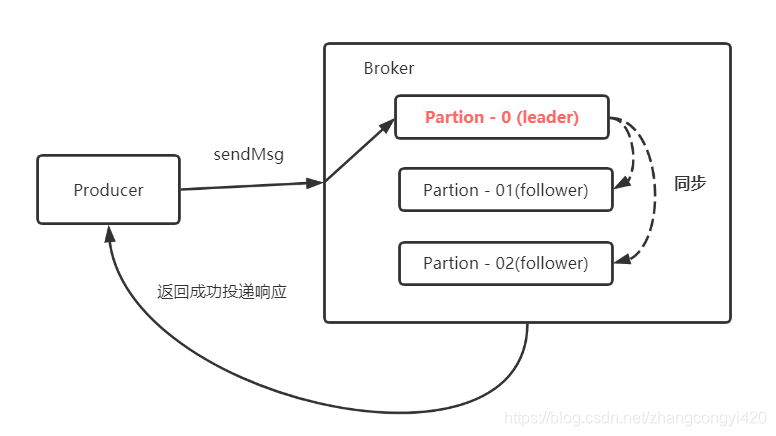 Broker
Partion - 0 (leader)
sendMsg
Producer
Partion - 01(follower)
同步
Partion - 02(follower)
返回成功投递响应
https://blog.csdn.net/zhangcongyi420